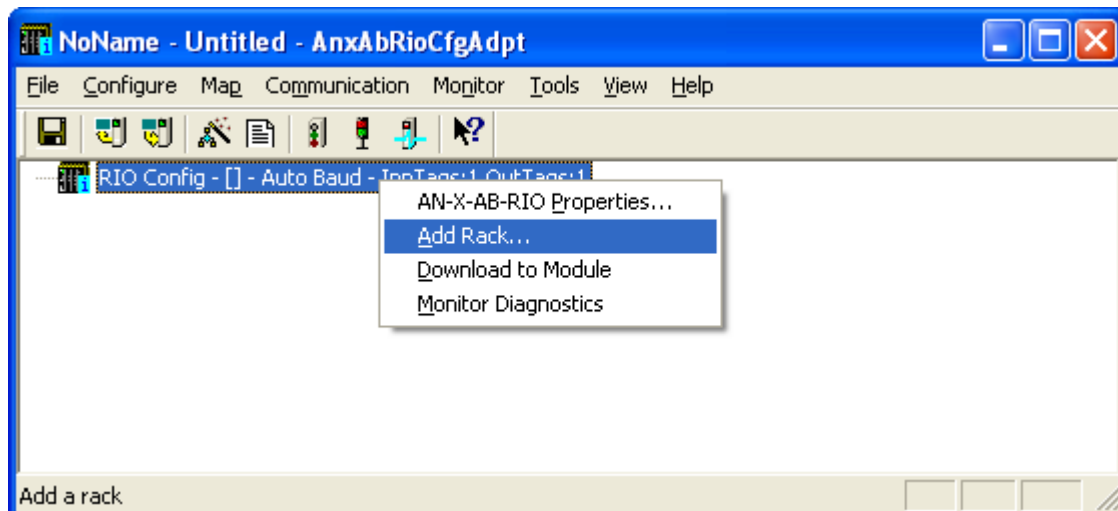 NoName - Untitled - AnxAbRioCfgAdpt
File Configure Map Communication Monitor Tools View Help
RIO Config - [] - Auto Baud - InpTags:1 OutTags:1
AN-X-AB-RIO Properties...
Add Rack...
Download to Module
Monitor Diagnostics
Add a rack